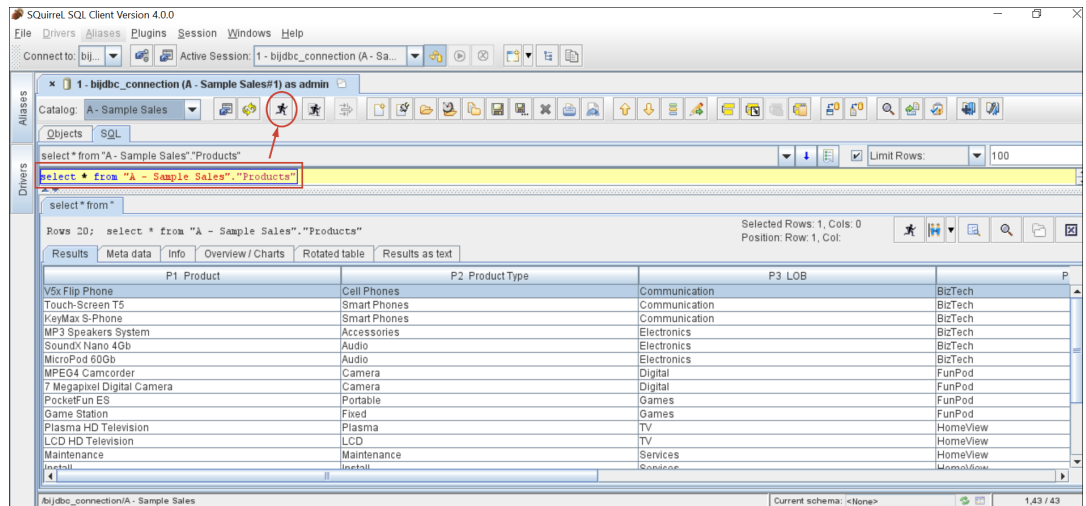 SQuirreL SQL Client Version 4.0.0
File Drivers Aliases Plugins Session Windows Help
Connect to: bij... Active Session: 1 - bijdbc_connection (A - Sa...
1 - bijdbc_connection (A - Sample Sales#1) as admin
Aliases
Drivers
Catalog: A - Sample Sales
Objects SQL
select * from "A - Sample Sales"."Products" Limit Rows: 100
select * from "A - Sample Sales"."Products"
select * from "
Rows 20; select * from "A - Sample Sales"."Products" Selected Rows: 1, Cols: 0
Position: Row: 1, Col:
Results Meta data Info Overview / Charts Rotated table Results as text
P1 Product P2 Product Type P3 LOB P
V5x Flip Phone Cell Phones Communication BizTech
Touch-Screen T5 Smart Phones Communication BizTech
KeyMax S-Phone Smart Phones Communication BizTech
MP3 Speakers System Accessories Electronics BizTech
SoundX Nano 4Gb Audio Electronics BizTech
MicroPod 60Gb Audio Electronics BizTech
MPEG4 Camcorder Camera Digital FunPod
7 Megapixel Digital Camera Camera Digital FunPod
PocketFun ES Portable Games FunPod
Game Station Fixed Games FunPod
Plasma HD Television Plasma TV HomeView
LCD HD Television LCD TV HomeView
Maintenance Maintenance Services HomeView
Install Install Services HomeView
/bijdbc_connection/A - Sample Sales Current schema: <None> 1,43 / 43